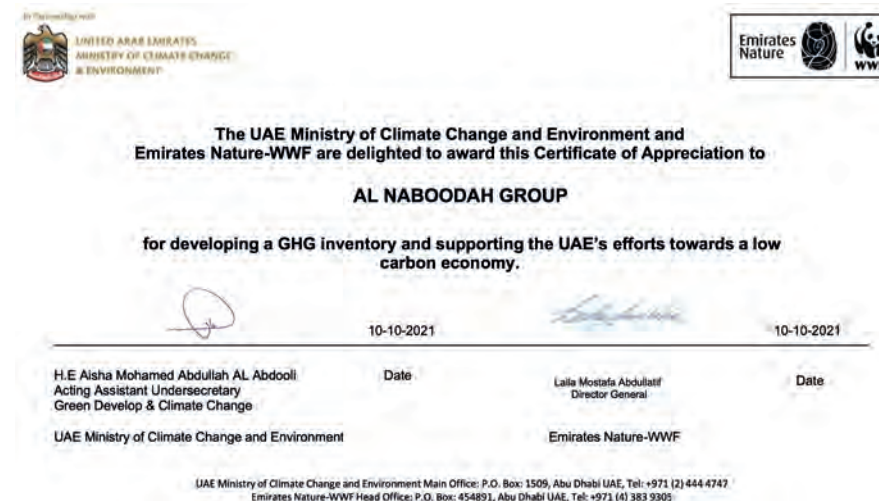 In Partnership with
UNITED ARAB EMIRATES
MINISTRY OF CLIMATE CHANGE
& ENVIRONMENT
Emirates
Nature
WWF
The UAE Ministry of Climate Change and Environment and
Emirates Nature-WWF are delighted to award this Certificate of Appreciation to
AL NABOODAH GROUP
for developing a GHG inventory and supporting the UAE's efforts towards a low
carbon economy.
10-10-2021
10-10-2021
H.E Aisha Mohamed Abdullah AL Abdooli
Acting Assistant Undersecretary
Green Develop & Climate Change
Date
Laila Mostafa Abdullatif
Director General
Date
UAE Ministry of Climate Change and Environment
Emirates Nature-WWF
UAE Ministry of Climate Change and Environment Main Office: P.O. Box: 1509, Abu Dhabi UAE, Tel: +971 (2) 444 4747
Emirates Nature-WWF Head Office: P.O. Box: 454891, Abu Dhabi UAE, Tel: +971 (4) 383 9305